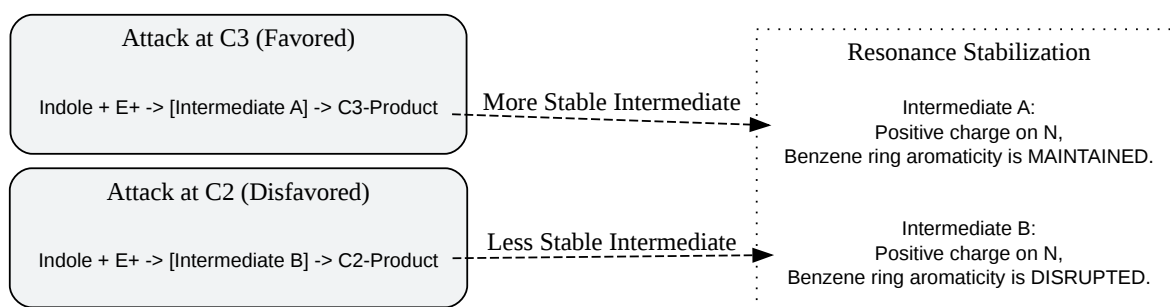 Attack at C3 (Favored)
Indole + E+ -> [Intermediate A] -> C3-Product
More Stable Intermediate
Resonance Stabilization
Intermediate A:
Positive charge on N,
Benzene ring aromaticity is MAINTAINED.
Attack at C2 (Disfavored)
Indole + E+ -> [Intermediate B] -> C2-Product
Less Stable Intermediate
Intermediate B:
Positive charge on N,
Benzene ring aromaticity is DISRUPTED.